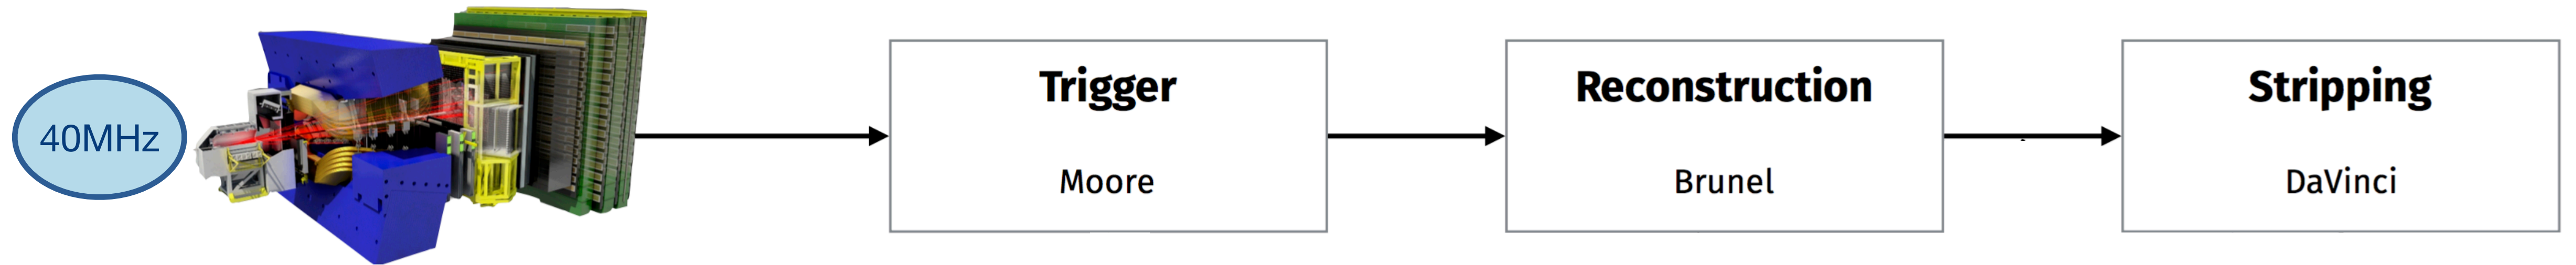 40MHz
Trigger
Moore
Reconstruction
Brunel
Stripping
DaVinci